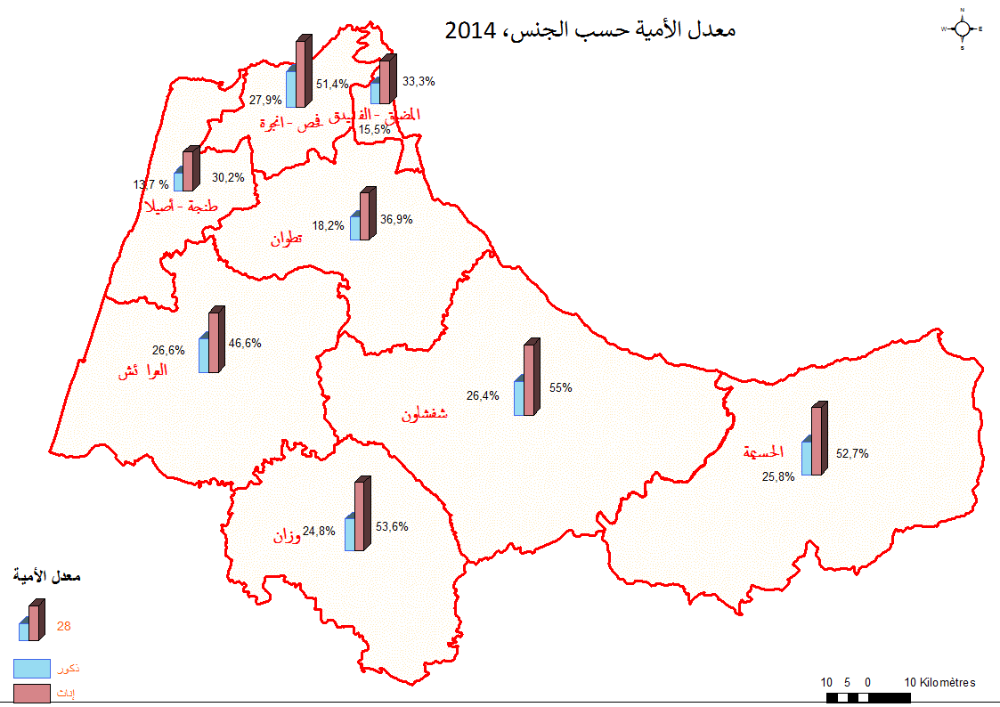 معدل الأمية حسب الجنس، 2014
N
W E
S
51,4%
27,9%
فحص - انجرة
33,3%
المضيق - الفنيدق
15,5%
30,2%
13,7 %
طنجة - أصيلا
36,9%
18,2%
تطوان
46,6%
26,6%
العرائش
55%
26,4%
شفشاون
52,7%
الحسيمة
25,8%
53,6%
24,8%
وزان
معدل الأمية
28
ذكور
إناث
10 5 0 10 Kilomètres